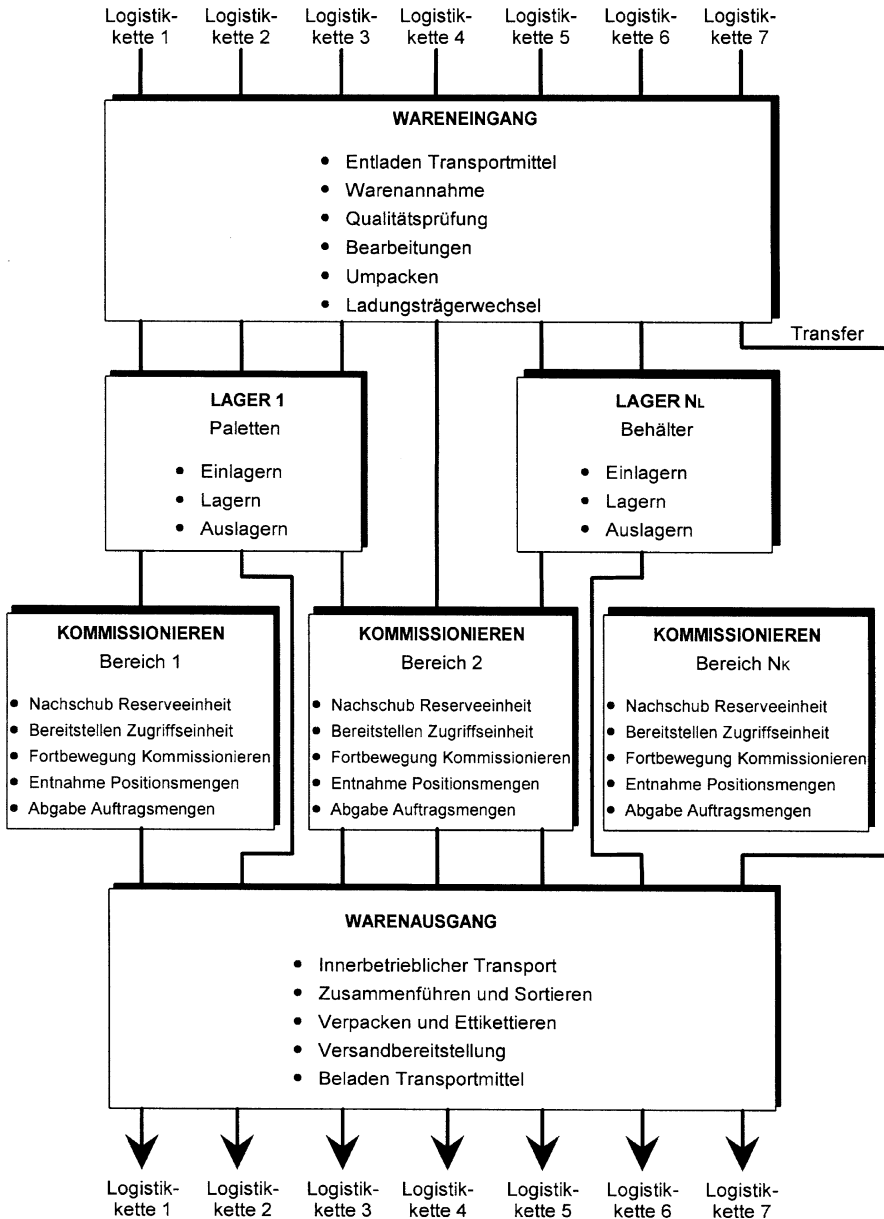 Logistik-
kette 1
Logistik-
kette 2
Logistik-
kette 3
Logistik-
kette 4
Logistik-
kette 5
Logistik-
kette 6
Logistik-
kette 7
WARENEINGANG
• Entladen Transportmittel
• Warenannahme
• Qualitätsprüfung
• Bearbeitungen
• Umpacken
• Ladungsträgerwechsel
Transfer
LAGER 1
Paletten
• Einlagern
• Lagern
• Auslagern
LAGER NL
Behälter
• Einlagern
• Lagern
• Auslagern
KOMMISSIONIEREN
Bereich 1
• Nachschub Reserveeinheit
• Bereitstellen Zugriffseinheit
• Fortbewegung Kommissionieren
• Entnahme Positionsmengen
• Abgabe Auftragsmengen
KOMMISSIONIEREN
Bereich 2
• Nachschub Reserveeinheit
• Bereitstellen Zugriffseinheit
• Fortbewegung Kommissionieren
• Entnahme Positionsmengen
• Abgabe Auftragsmengen
KOMMISSIONIEREN
Bereich NK
• Nachschub Reserveeinheit
• Bereitstellen Zugriffseinheit
• Fortbewegung Kommissionieren
• Entnahme Positionsmengen
• Abgabe Auftragsmengen
WARENAUSGANG
• Innerbetrieblicher Transport
• Zusammenführen und Sortieren
• Verpacken und Ettikettieren
• Versandbereitstellung
• Beladen Transportmittel
Logistik-
kette 1
Logistik-
kette 2
Logistik-
kette 3
Logistik-
kette 4
Logistik-
kette 5
Logistik-
kette 6
Logistik-
kette 7